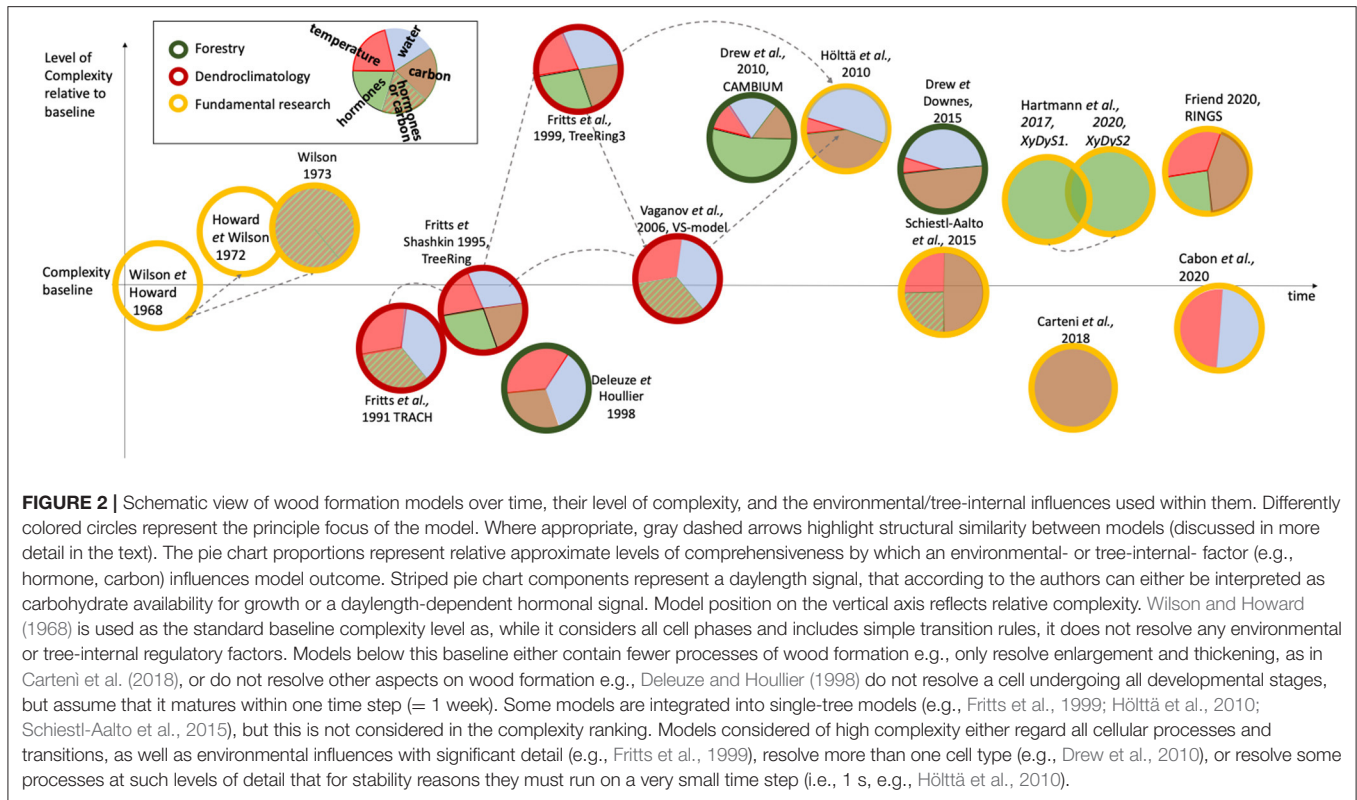 Level of
Complexity
relative to
baseline
Forestry
Dendroclimatology
Fundamental research
temperature
water
carbon
hormones
or carbon
hormones
Wilson
1973
Howard
et Wilson
1972
Wilson et
Howard
1968
Complexity
baseline
Fritts et al.,
1999, TreeRing3
Fritts et
Shashkin 1995,
TreeRing
Fritts et al.,
1991 TRACH
Deleuze et
Houllier
1998
Vaganov et al.,
2006, VS-model
Drew et al.,
2010,
CAMBIUM
Hölttä et al.,
2010
Drew et
Downes,
2015
Schiestl-Aalto
et al., 2015
Hartmann et al.,
2017, 2020,
XyDyS1. XyDyS2
Friend 2020,
RINGS
Carteni et al.,
2018
Cabon et al.,
2020
time
FIGURE 2 | Schematic view of wood formation models over time, their level of complexity, and the environmental/tree-internal influences used within them. Differently
colored circles represent the principle focus of the model. Where appropriate, gray dashed arrows highlight structural similarity between models (discussed in more
detail in the text). The pie chart proportions represent relative approximate levels of comprehensiveness by which an environmental- or tree-internal- factor (e.g.,
hormone, carbon) influences model outcome. Striped pie chart components represent a daylength signal, that according to the authors can either be interpreted as
carbohydrate availability for growth or a daylength-dependent hormonal signal. Model position on the vertical axis reflects relative complexity. Wilson and Howard
(1968) is used as the standard baseline complexity level as, while it considers all cell phases and includes simple transition rules, it does not resolve any environmental
or tree-internal regulatory factors. Models below this baseline either contain fewer processes of wood formation e.g., only resolve enlargement and thickening, as in
Cartenì et al. (2018), or do not resolve other aspects on wood formation e.g., Deleuze and Houllier (1998) do not resolve a cell undergoing all developmental stages,
but assume that it matures within one time step (= 1 week). Some models are integrated into single-tree models (e.g., Fritts et al., 1999; Hölttä et al., 2010;
Schiestl-Aalto et al., 2015), but this is not considered in the complexity ranking. Models considered of high complexity either regard all cellular processes and
transitions, as well as environmental influences with significant detail (e.g., Fritts et al., 1999), resolve more than one cell type (e.g., Drew et al., 2010), or resolve some
processes at such levels of detail that for stability reasons they must run on a very small time step (i.e., 1 s, e.g., Hölttä et al., 2010).